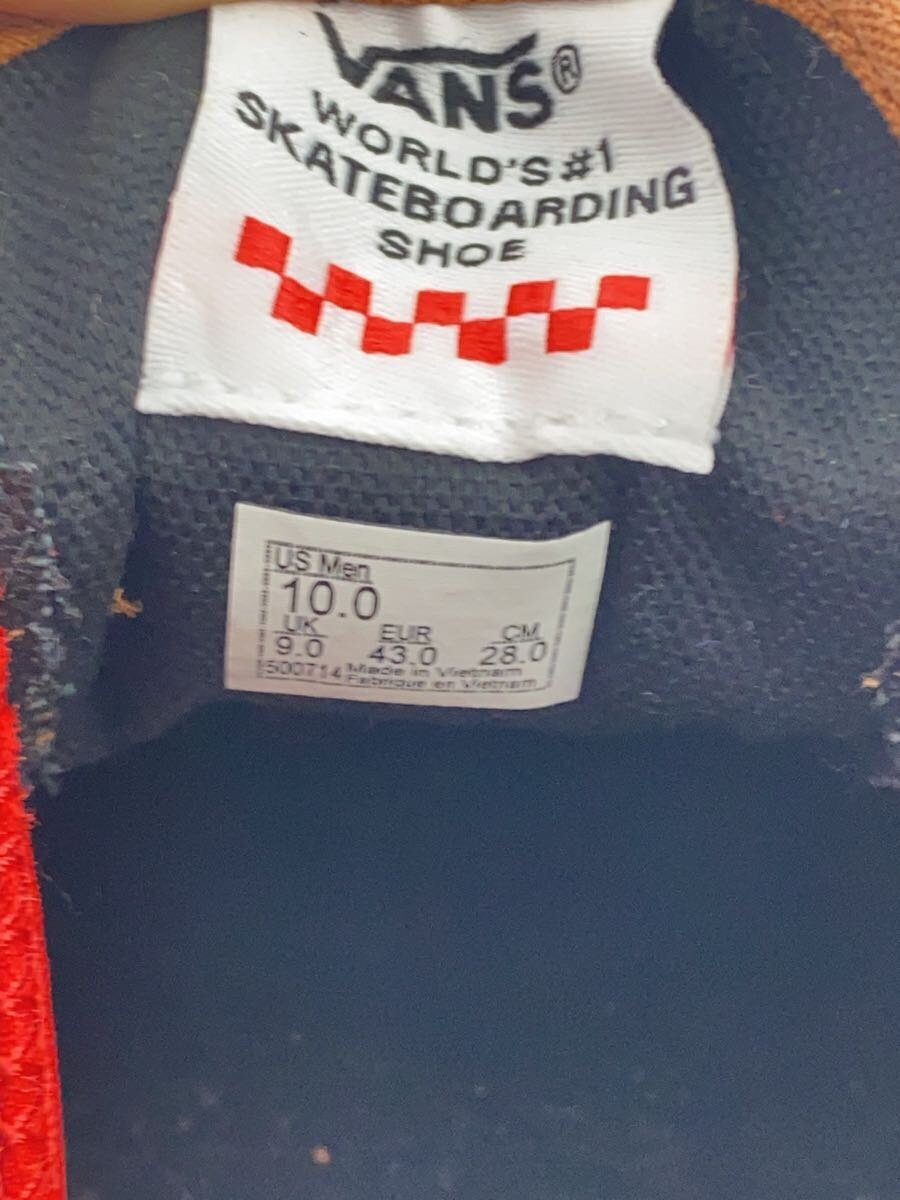 VANS®
WORLD'S #1
SKATEBOARDING
SHOE
US Men
10.0
UK EUR CM
9.0 43.0 28.0
500714 Made in Vietnam
Fabrique en Vietnam